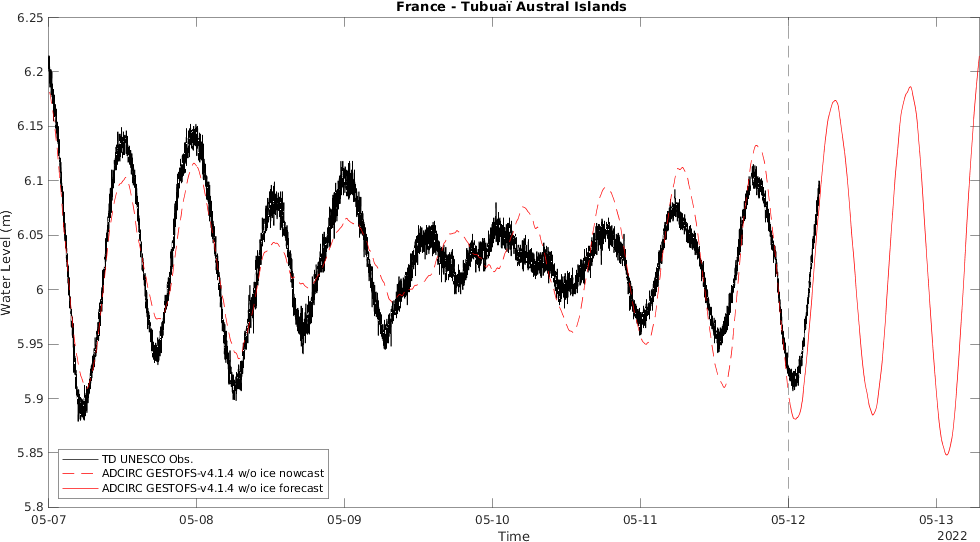 France - Tubuaï Austral Islands
6.25
6.2
6.15
6.1
6.05
6
5.95
5.9
5.85
5.8
Water Level (m)
TD UNESCO Obs.
ADCIRC GESTOFS-v4.1.4 w/o ice nowcast
ADCIRC GESTOFS-v4.1.4 w/o ice forecast
05-07 05-08 05-09 05-10 05-11 05-12 05-13
Time
2022